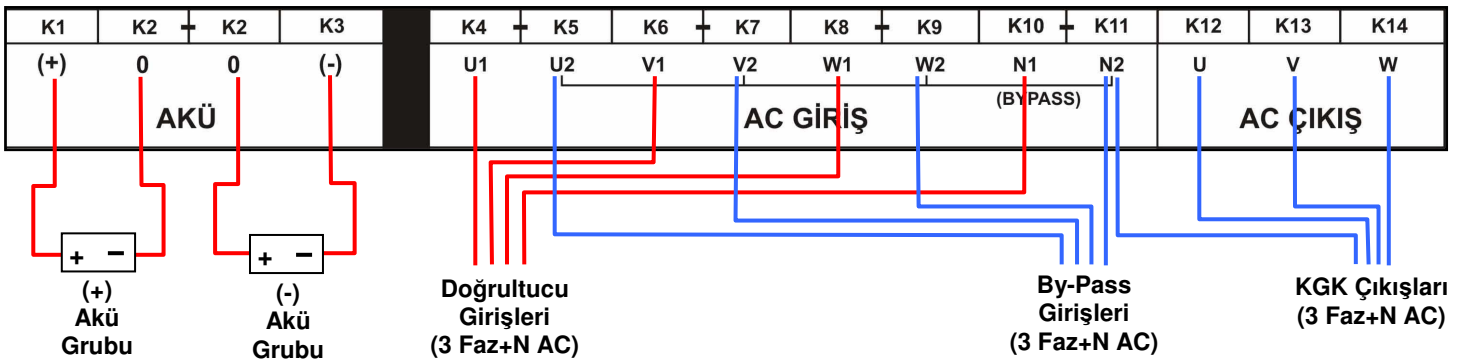 K1 K2 - K2 K3 K4 - K5 K6 - K7 K8 - K9 K10 - K11 K12 K13 K14
(+) 0 0 (-) U1 U2 V1 V2 W1 W2 N1 N2 U V W
(BYPASS)
AKÜ AC GİRİŞ AC ÇIKIŞ
+ − + −
(+)
Akü
Grubu
(-)
Akü
Grubu
Doğrultucu
Girişleri
(3 Faz+N AC)
By-Pass
Girişleri
(3 Faz+N AC)
KGK Çıkışları
(3 Faz+N AC)